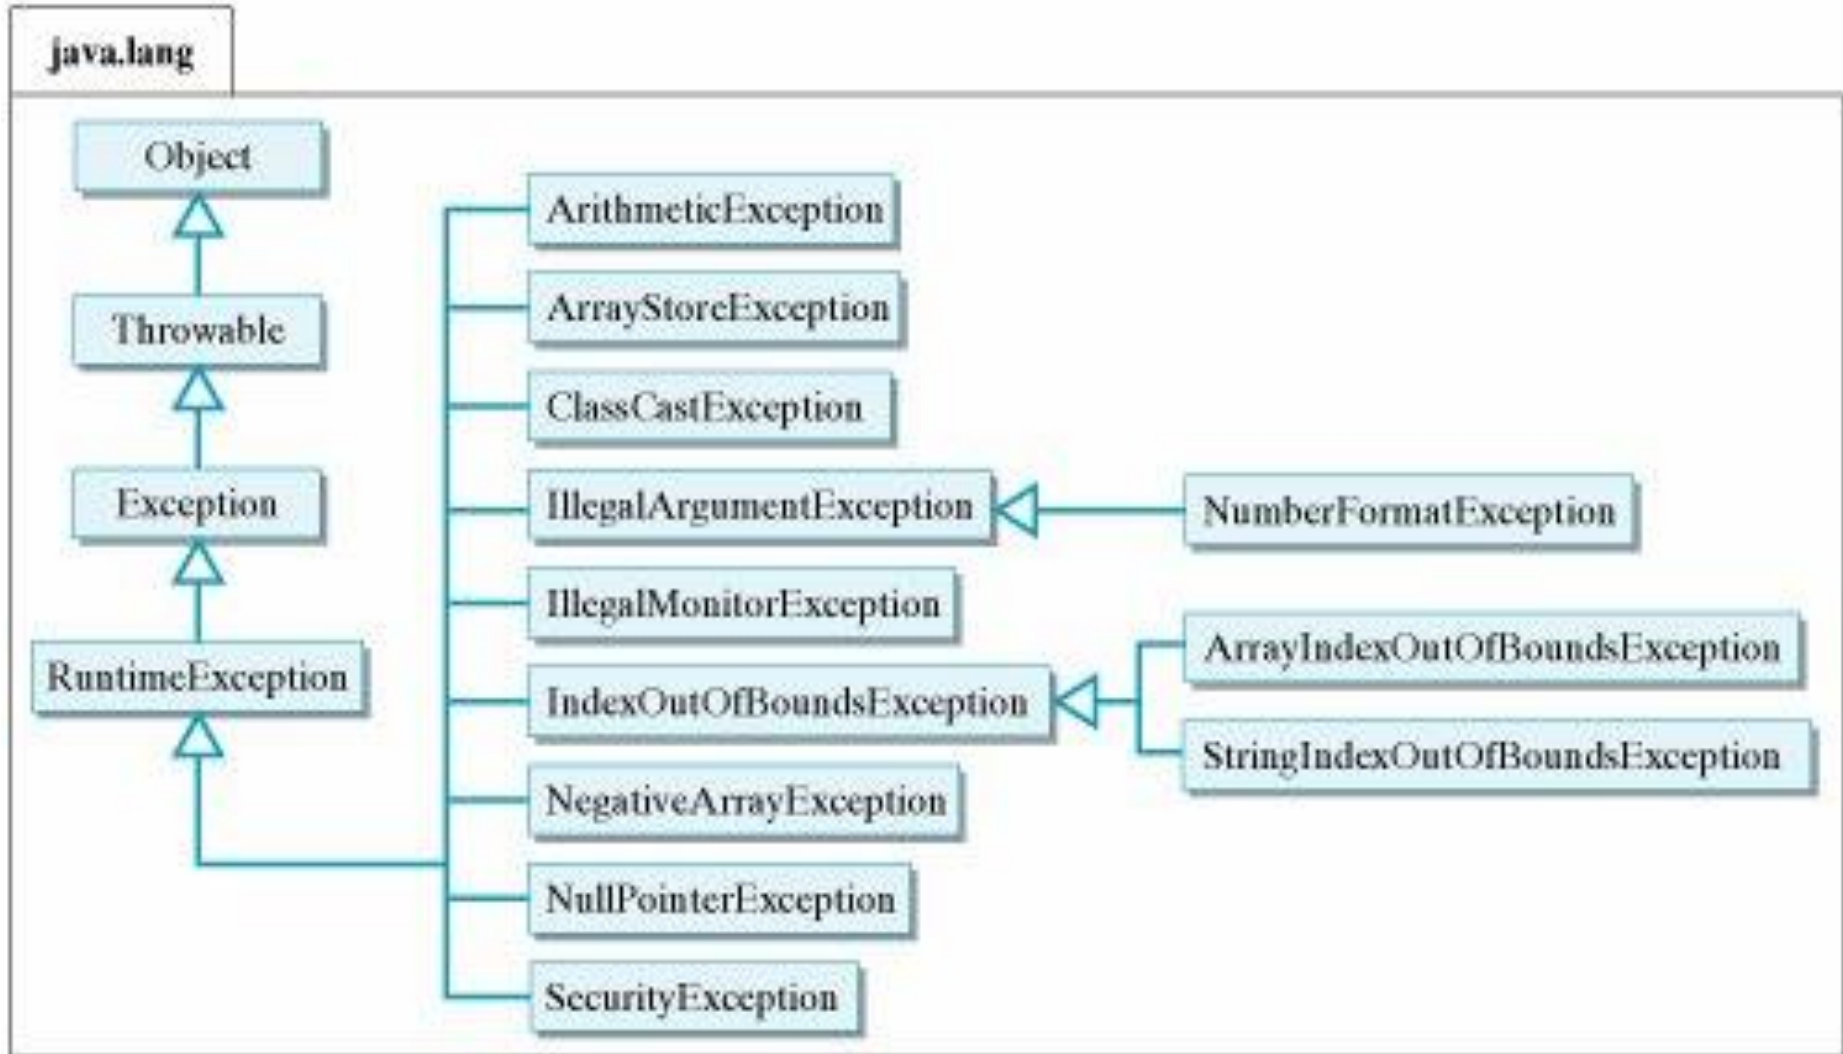 java.lang
Object
Throwable
Exception
RuntimeException
ArithmeticException
ArrayStoreException
ClassCastException
IllegalArgumentException
IllegalMonitorException
IndexOutOfBoundsException
NegativeArrayException
NullPointerException
SecurityException
NumberFormatException
ArrayIndexOutOfBoundsException
StringIndexOutOfBoundsException